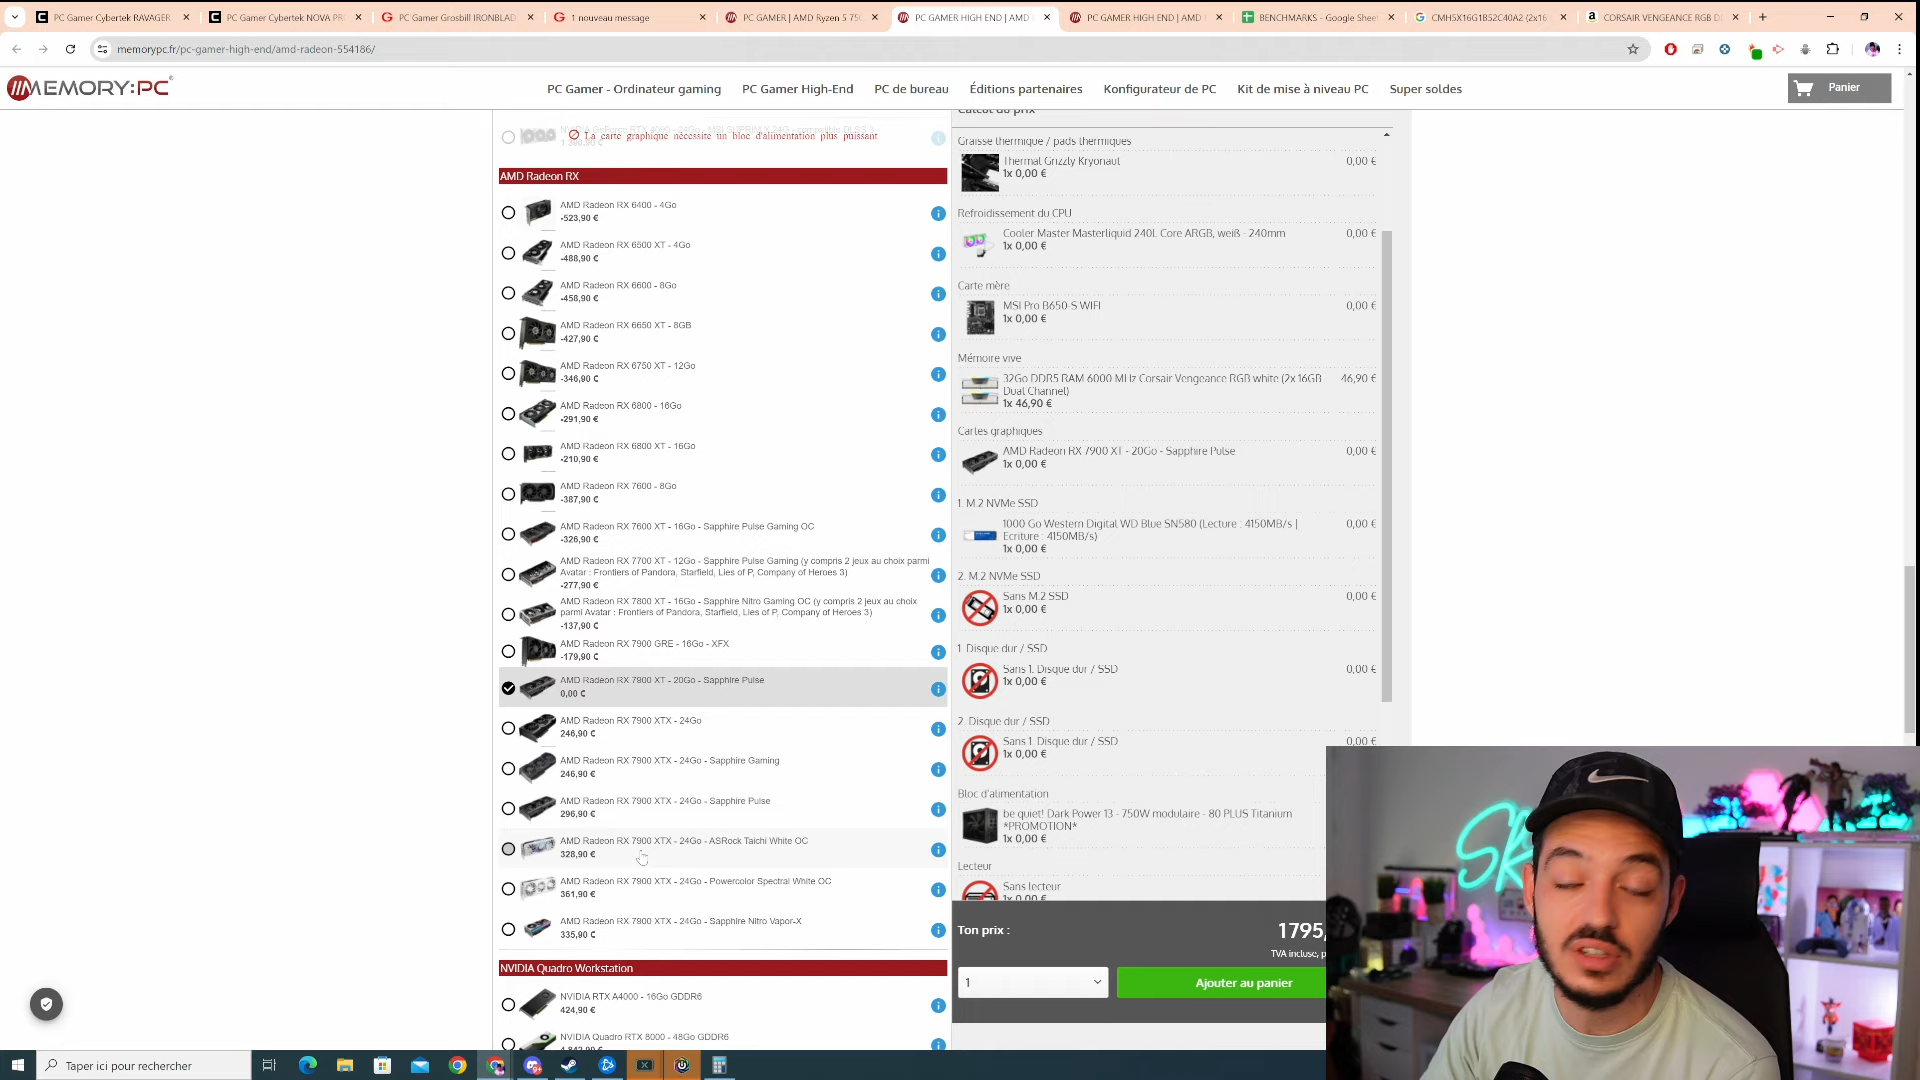 PC Gamer Cybertek RAVAGER
PC Gamer Cybertek NOVA PR
PC Gamer Grosbill IRONBLAD
1 nouveau message
PC GAMER | AMD Ryzen 5 750
PC GAMER HIGH END | AMD
PC GAMER HIGH END | AMD
BENCHMARKS - Google Sheet
CMH5X16G1B52C40A2 (2x16
CORSAIR VENGEANCE RGB D
memorypc.fr/pc-gamer-high-end/amd-radeon-554186/
MEMORY:PC
PC Gamer - Ordinateur gaming
PC Gamer High-End
PC de bureau
Éditions partenaires
Konfigurateur de PC
Kit de mise à niveau PC
Super soldes
Panier
La carte graphique nécessite un bloc d'alimentation plus puissant
AMD Radeon RX
AMD Radeon RX 6400 - 4Go
-523,90 €
AMD Radeon RX 6500 XT - 4Go
-488,90 €
AMD Radeon RX 6600 - 8Go
-458,90 €
AMD Radeon RX 6650 XT - 8GB
-427,90 €
AMD Radeon RX 6750 XT - 12Go
-346,90 €
AMD Radeon RX 6800 - 16Go
-291,90 €
AMD Radeon RX 6800 XT - 16Go
-210,90 €
AMD Radeon RX 7600 - 8Go
-387,90 €
AMD Radeon RX 7600 XT - 16Go - Sapphire Pulse Gaming OC
-326,90 €
AMD Radeon RX 7700 XT - 12Go - Sapphire Pulse Gaming (y compris 2 jeux au choix parmi
Avatar : Frontiers of Pandora, Starfield, Lies of P, Company of Heroes 3)
-277,90 €
AMD Radeon RX 7800 XT - 16Go - Sapphire Nitro Gaming OC (y compris 2 jeux au choix
parmi Avatar : Frontiers of Pandora, Starfield, Lies of P, Company of Heroes 3)
-137,90 €
AMD Radeon RX 7900 GRE - 16Go - XFX
-179,90 €
AMD Radeon RX 7900 XT - 20Go - Sapphire Pulse
0,00 €
AMD Radeon RX 7900 XTX - 24Go
246,90 €
AMD Radeon RX 7900 XTX - 24Go - Sapphire Gaming
246,90 €
AMD Radeon RX 7900 XTX - 24Go - Sapphire Pulse
296,90 €
AMD Radeon RX 7900 XTX - 24Go - ASRock Taichi White OC
328,90 €
AMD Radeon RX 7900 XTX - 24Go - Powercolor Spectral White OC
361,90 €
AMD Radeon RX 7900 XTX - 24Go - Sapphire Nitro Vapor-X
335,90 €
NVIDIA Quadro Workstation
NVIDIA RTX A4000 - 16Go GDDR6
424,90 €
NVIDIA Quadro RTX 8000 - 48Go GDDR6
Calcul du prix
Graisse thermique / pads thermiques
Thermal Grizzly Kryonaut 0,00 €
1x 0,00 €
Refroidissement du CPU
Cooler Master Masterliquid 240L Core ARGB, weiß - 240mm 0,00 €
1x 0,00 €
Carte mère
MSI Pro B650-S WIFI 0,00 €
1x 0,00 €
Mémoire vive
32Go DDR5 RAM 6000 MHz Corsair Vengeance RGB white (2x 16GB 46,90 €
Dual Channel)
1x 46,90 €
Cartes graphiques
AMD Radeon RX 7900 XT - 20Go - Sapphire Pulse 0,00 €
1x 0,00 €
1. M.2 NVMe SSD
1000 Go Western Digital WD Blue SN580 (Lecture : 4150MB/s | 0,00 €
Ecriture : 4150MB/s)
1x 0,00 €
2. M.2 NVMe SSD
Sans M.2 SSD 0,00 €
1x 0,00 €
1. Disque dur / SSD
Sans 1. Disque dur / SSD 0,00 €
1x 0,00 €
2. Disque dur / SSD
Sans 1. Disque dur / SSD 0,00 €
1x 0,00 €
Bloc d'alimentation
be quiet! Dark Power 13 - 750W modulaire - 80 PLUS Titanium
*PROMOTION*
1x 0,00 €
Lecteur
Sans lecteur
1x 0,00 €
Ton prix : 1795,
TVA incluse, p
1
Ajouter au panier
Taper ici pour rechercher